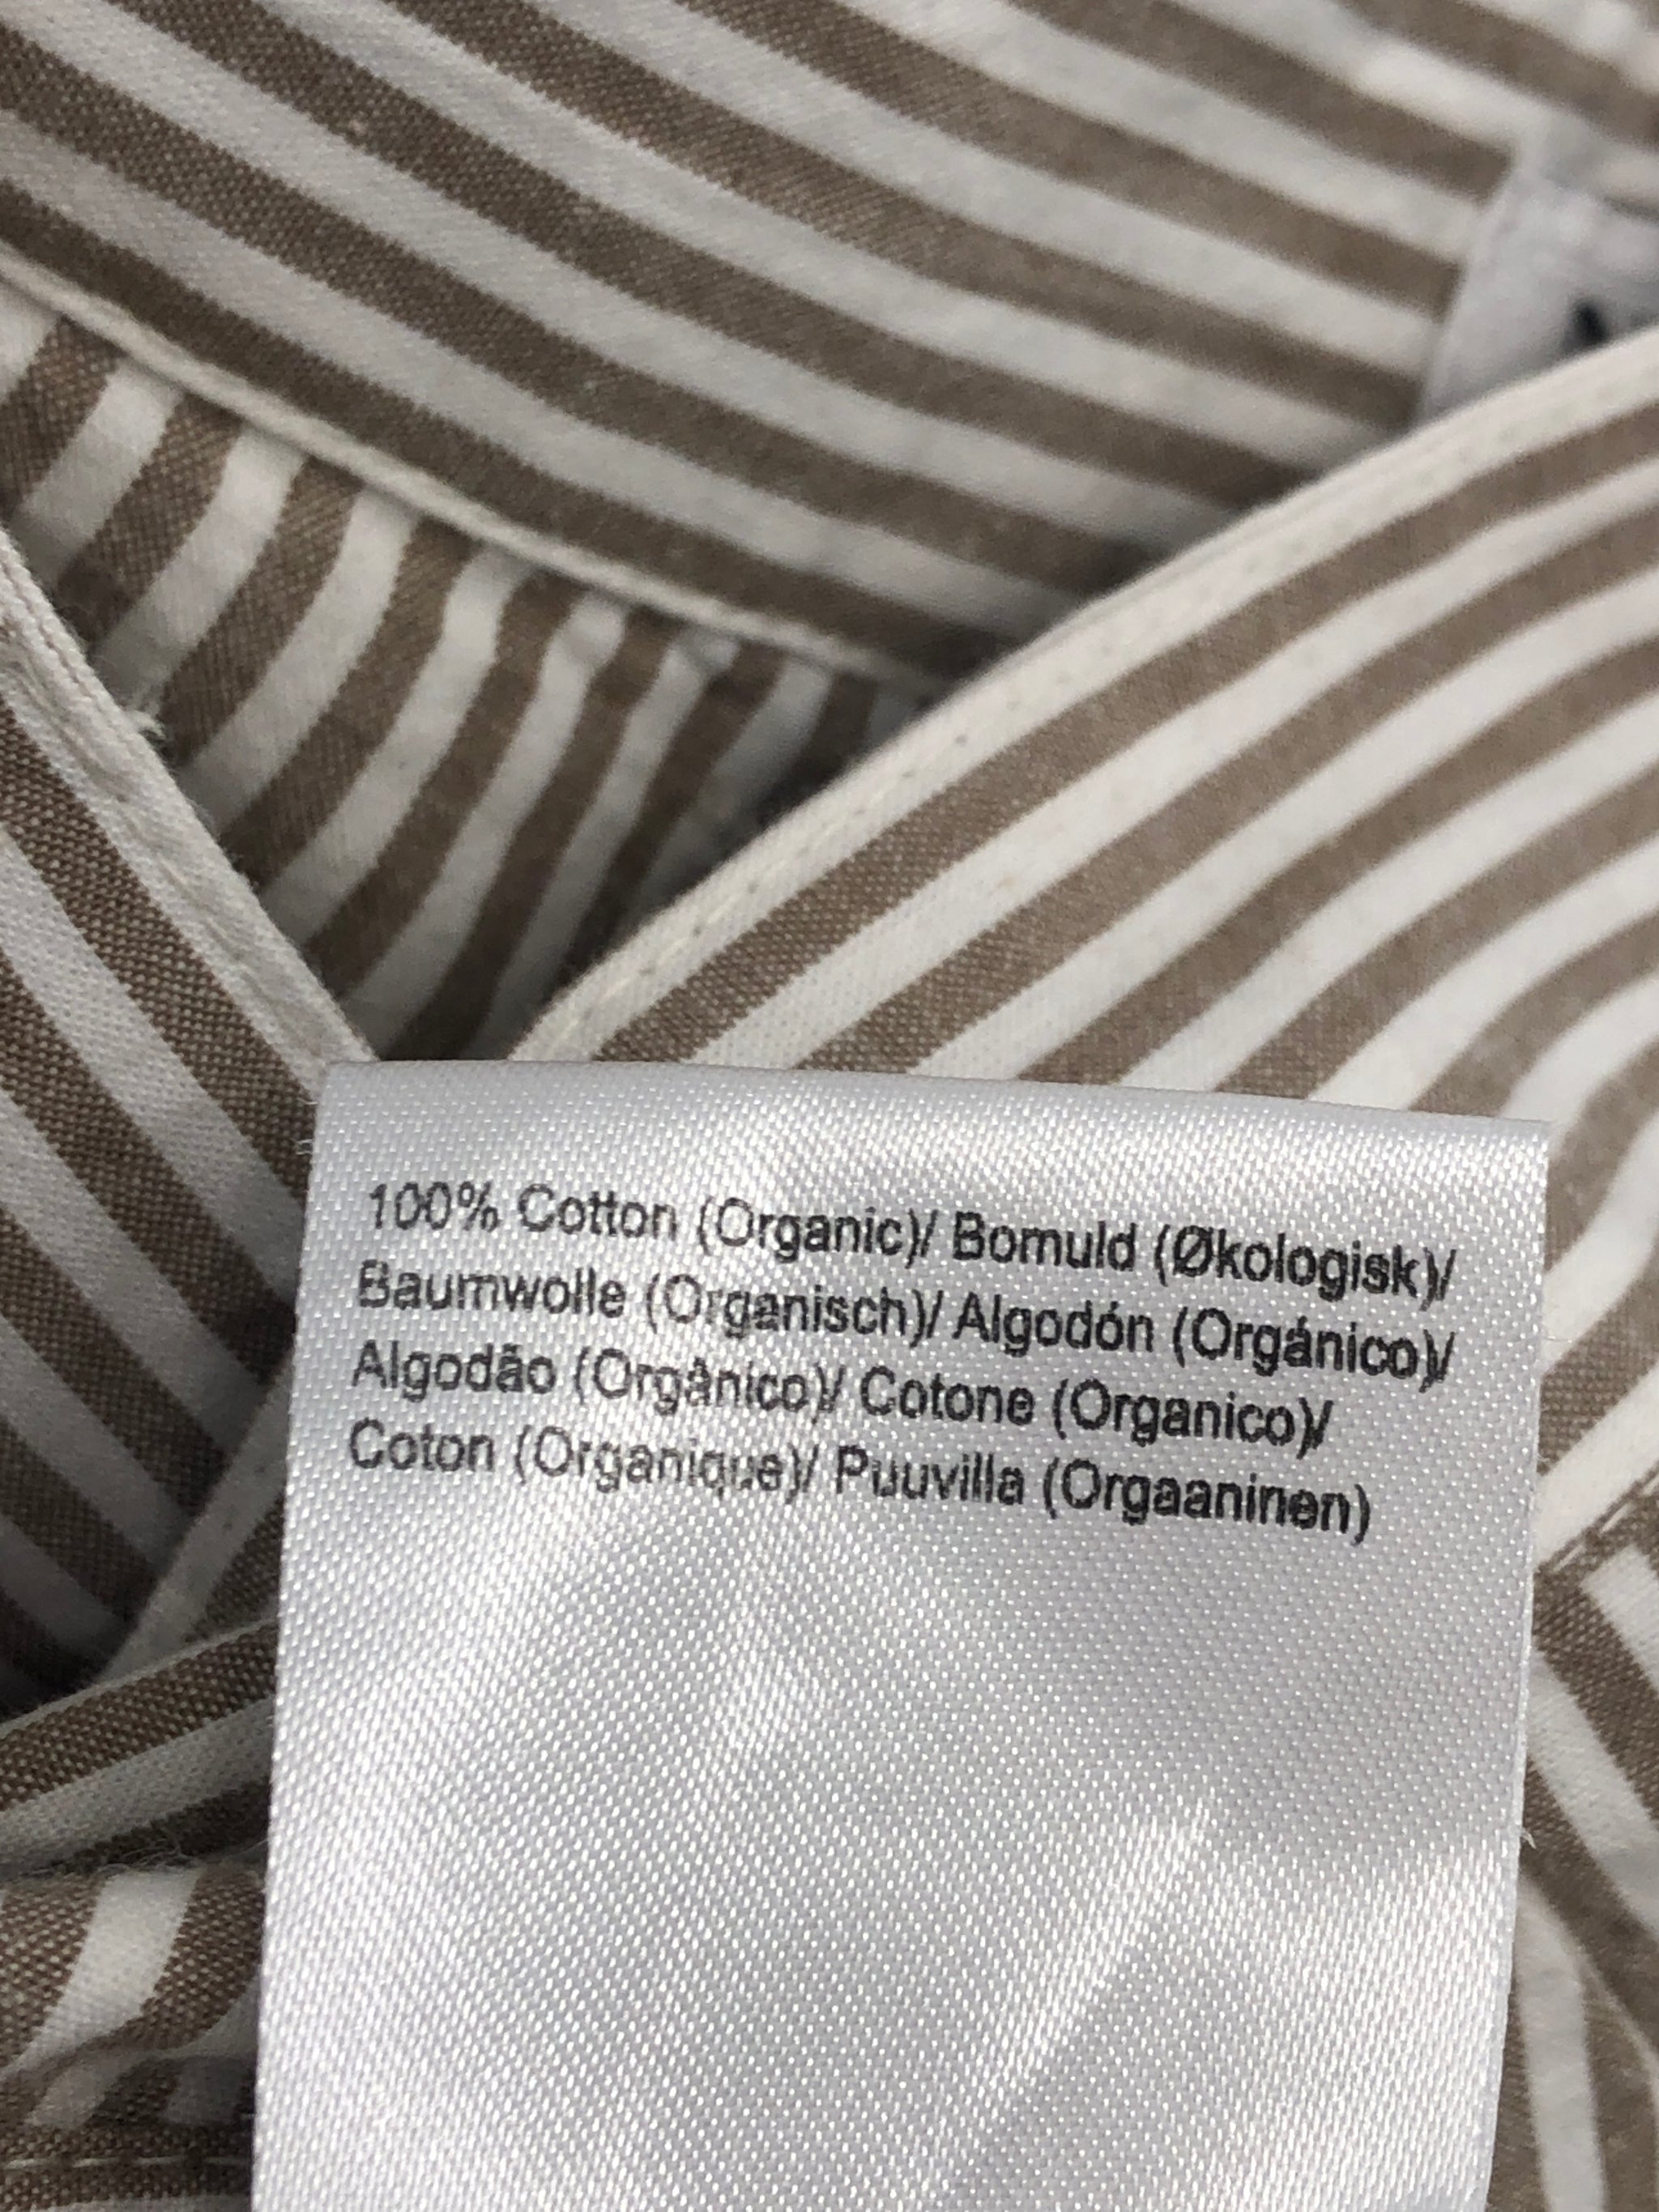 100% Cotton (Organic)/ Bomuld (Økologisk)/
Baumwolle (Organisch)/ Algodón (Orgánico)/
Algodão (Orgânico)/ Cotone (Organico)/
Coton (Organique)/ Puuvilla (Orgaaninen)